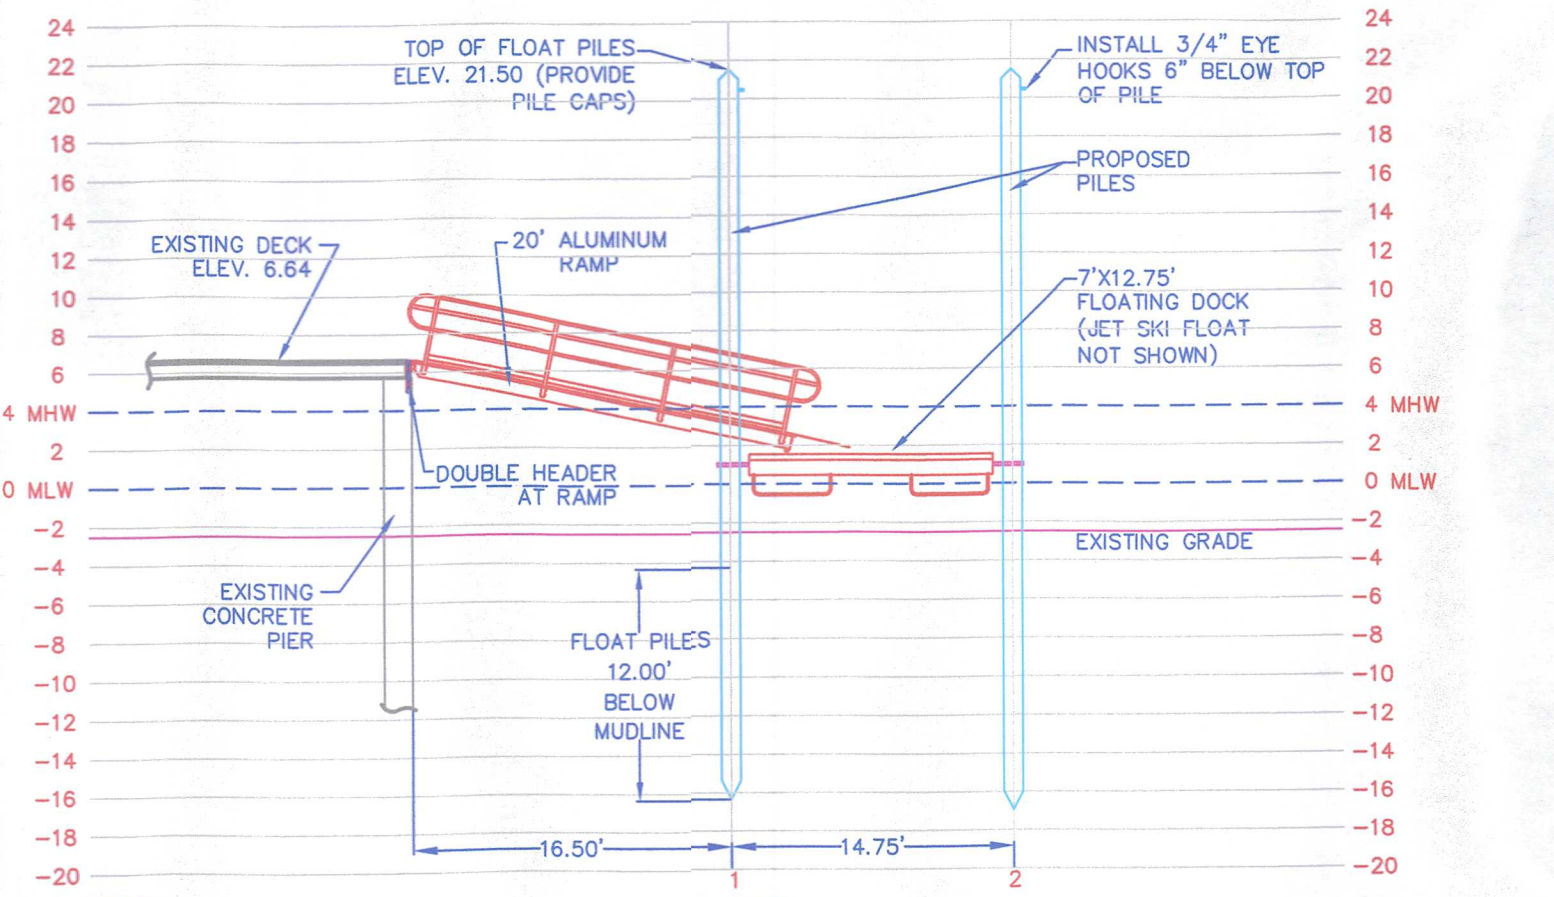 24
22
20
18
16
14
12
10
8
6
4 MHW
2
0 MLW
-2
-4
-6
-8
-10
-12
-14
-16
-18
-20
TOP OF FLOAT PILES
ELEV. 21.50 (PROVIDE
PILE CAPS)
INSTALL 3/4" EYE
HOOKS 6" BELOW TOP
OF PILE
PROPOSED
PILES
EXISTING DECK
ELEV. 6.64
20' ALUMINUM
RAMP
7'X12.75'
FLOATING DOCK
(JET SKI FLOAT
NOT SHOWN)
DOUBLE HEADER
AT RAMP
EXISTING GRADE
EXISTING
CONCRETE
PIER
FLOAT PILES
12.00'
BELOW
MUDLINE
16.50'
14.75'
1
2
24
22
20
18
16
14
12
10
8
6
4 MHW
2
0 MLW
-2
-4
-6
-8
-10
-12
-14
-16
-18
-20